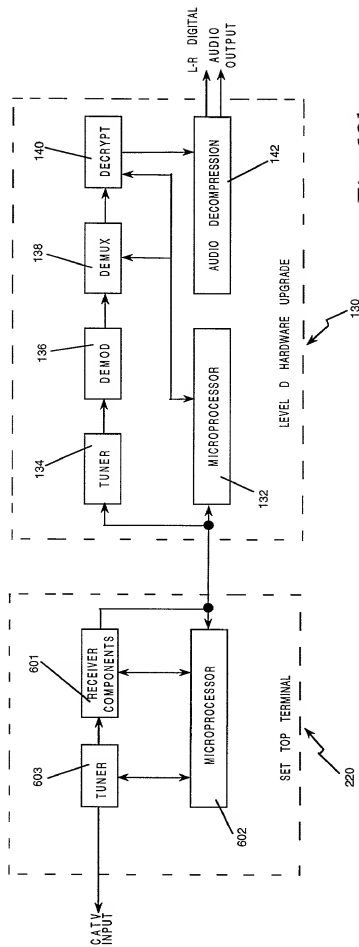 CATV
INPUT
603
TUNER
601
RECEIVER
COMPONENTS
MICROPROCESSOR
602
SET TOP TERMINAL
220
134
TUNER
136
DEMOD
138
DEMUX
140
DECRYPT
MICROPROCESSOR
132
AUDIO DECOMPRESSION
142
L-R DIGITAL
AUDIO
OUTPUT
LEVEL D HARDWARE UPGRADE
130